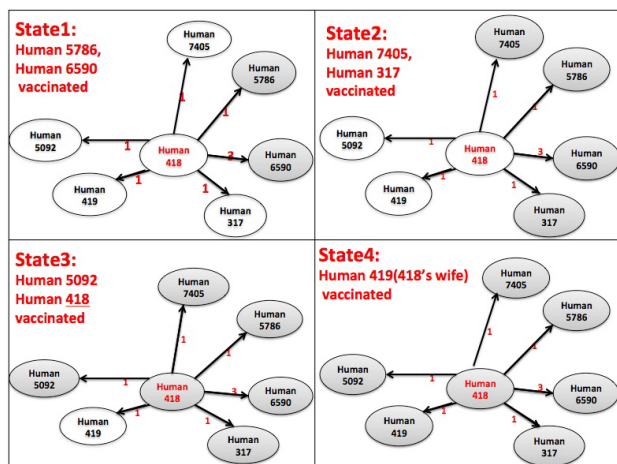 State1:
Human 5786,
Human 6590
vaccinated
Human
7405
Human
5786
Human
5092
Human
418
Human
6590
Human
419
Human
317
1
1
1
3
1
1
State2:
Human 7405,
Human 317
vaccinated
Human
7405
Human
5786
Human
5092
Human
418
Human
6590
Human
419
Human
317
1
1
1
3
1
1
State3:
Human 5092
Human 418
vaccinated
Human
7405
Human
5786
Human
5092
Human
418
Human
6590
Human
419
Human
317
1
1
1
3
1
1
State4:
Human 419(418's wife)
vaccinated
Human
7405
Human
5786
Human
5092
Human
418
Human
6590
Human
419
Human
317
1
1
1
3
1
1